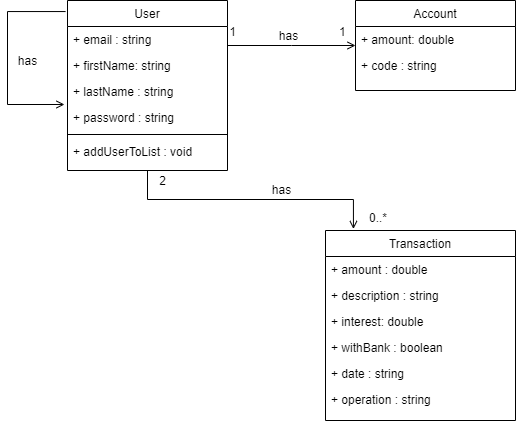 User
+ email : string
+ firstName: string
+ lastName : string
+ password : string
+ addUserToList : void
has
1
has
1
Account
+ amount: double
+ code : string
2
has
0..*
Transaction
+ amount : double
+ description : string
+ interest: double
+ withBank : boolean
+ date : string
+ operation : string